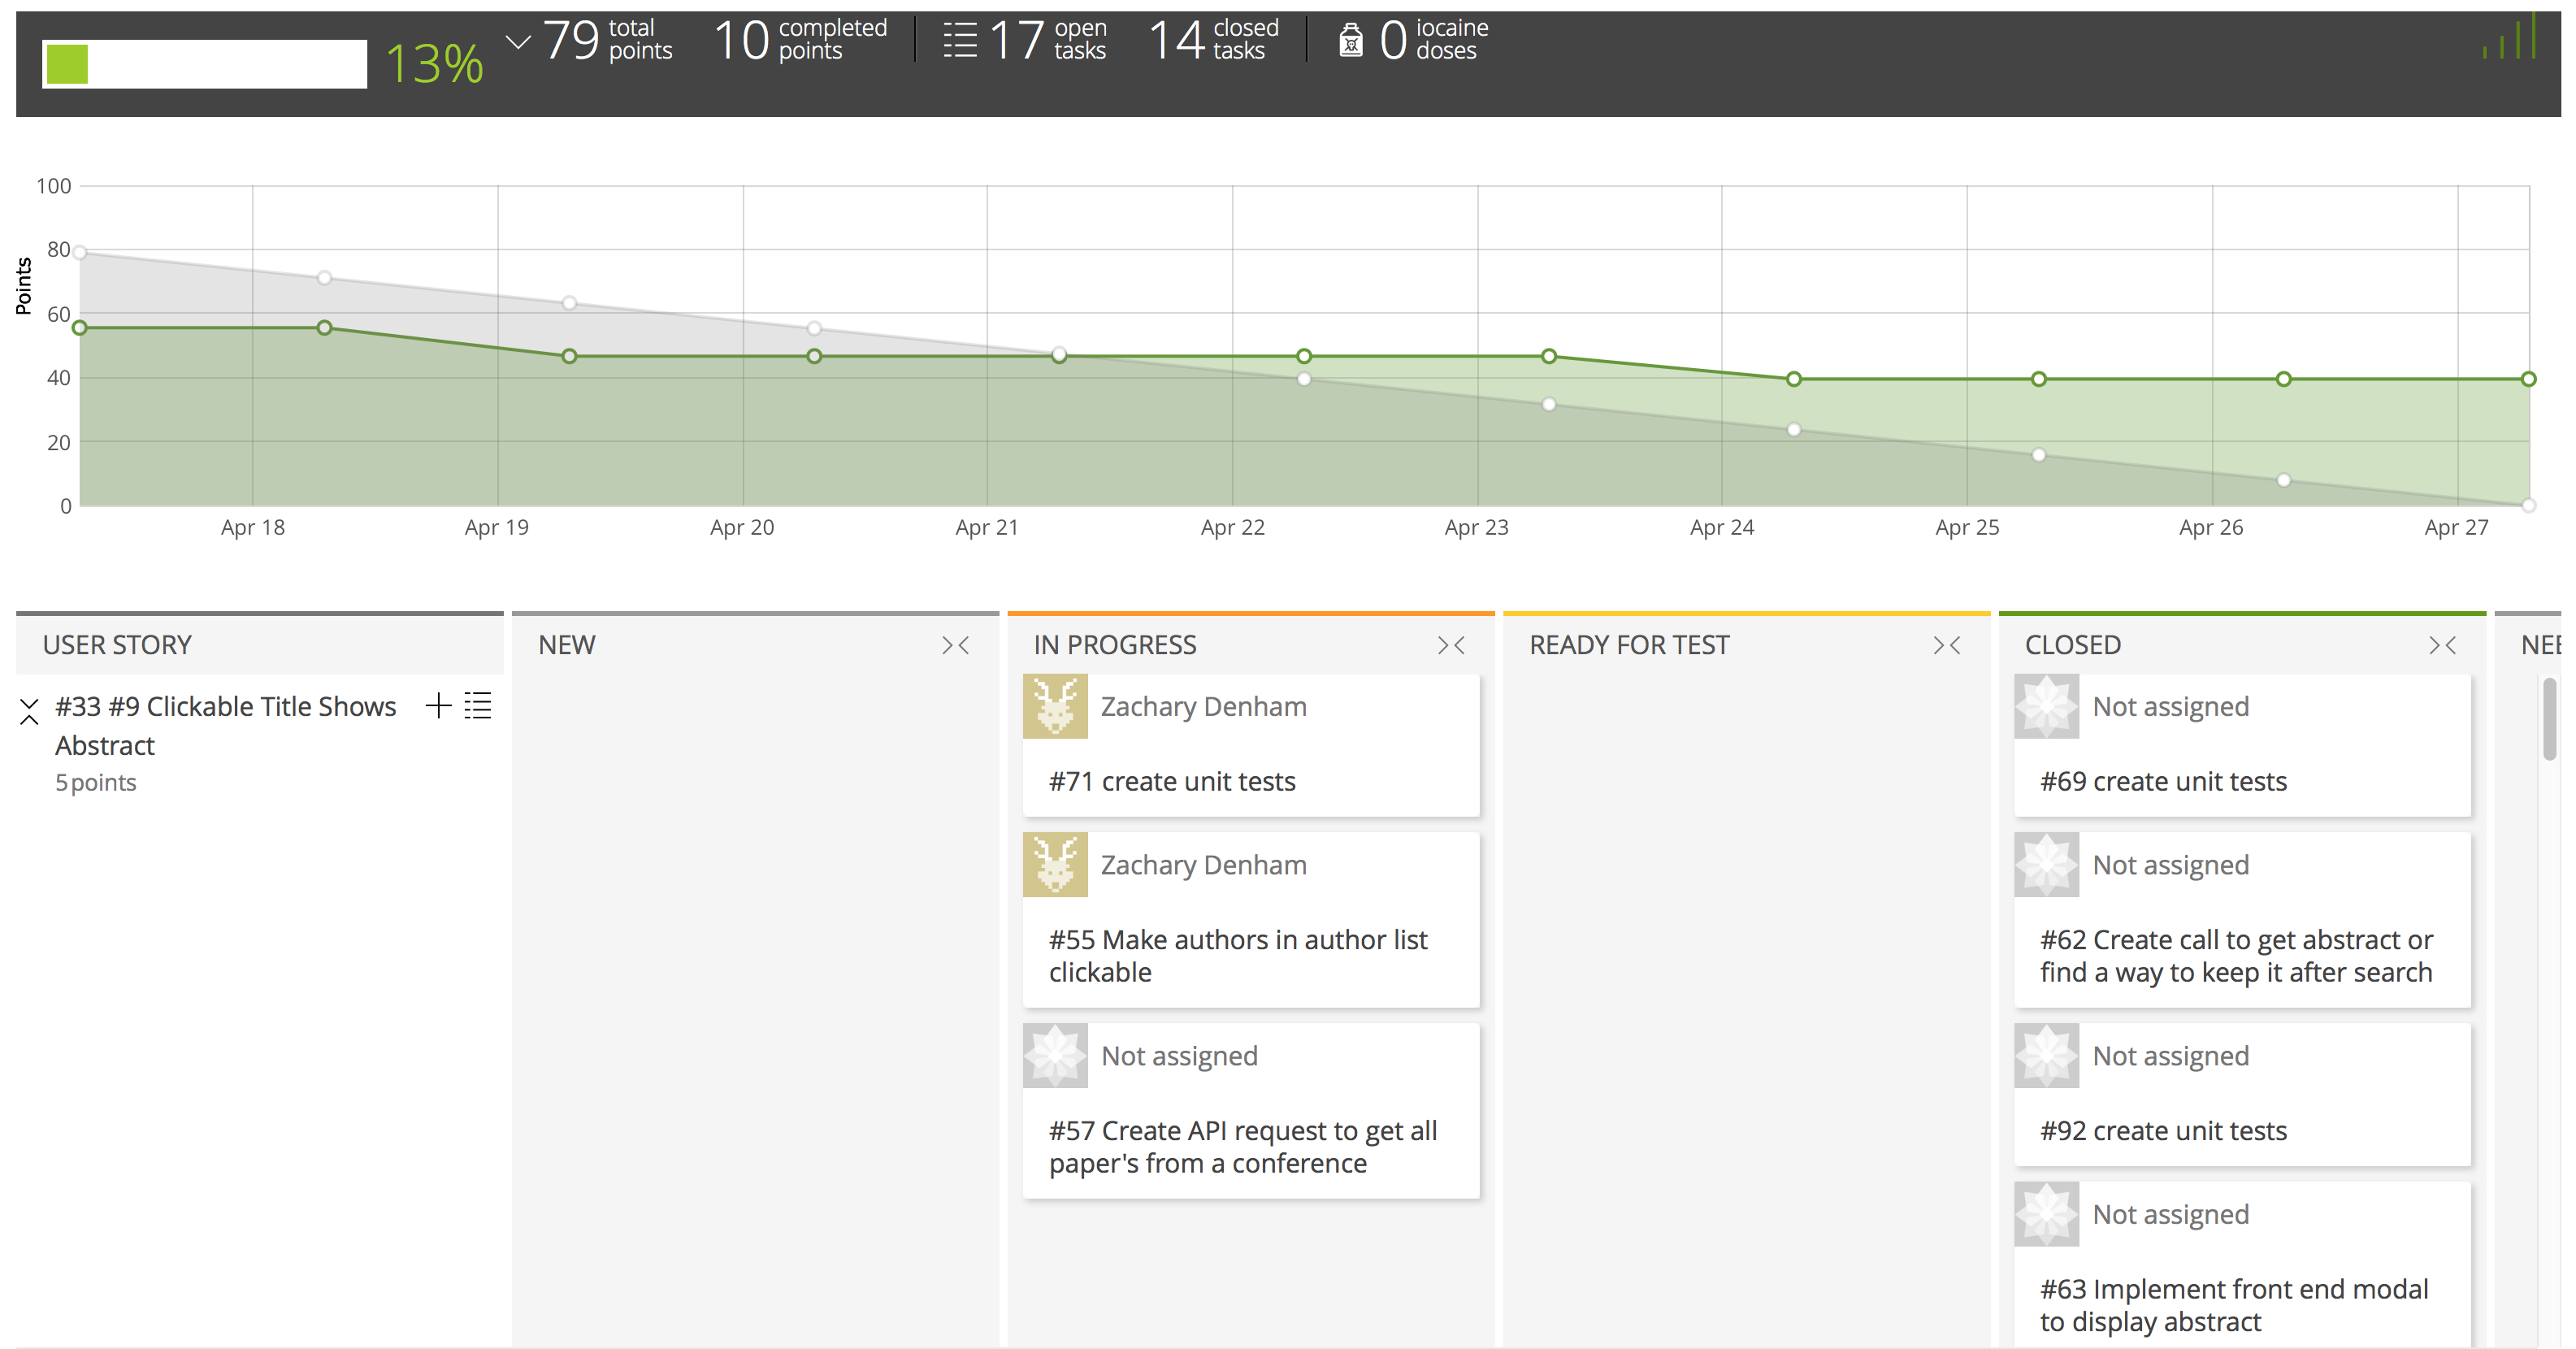 13%
79 total points
10 completed points
17 open tasks
14 closed tasks
0 iocaine doses
Points
100
80
60
40
20
0
Apr 18 Apr 19 Apr 20 Apr 21 Apr 22 Apr 23 Apr 24 Apr 25 Apr 26 Apr 27
USER STORY
#33 #9 Clickable Title Shows
Abstract
5 points
NEW
IN PROGRESS
Zachary Denham
#71 create unit tests
Zachary Denham
#55 Make authors in author list
clickable
Not assigned
#57 Create API request to get all
paper's from a conference
READY FOR TEST
CLOSED
Not assigned
#69 create unit tests
Not assigned
#62 Create call to get abstract or
find a way to keep it after search
Not assigned
#92 create unit tests
Not assigned
#63 Implement front end modal
to display abstract